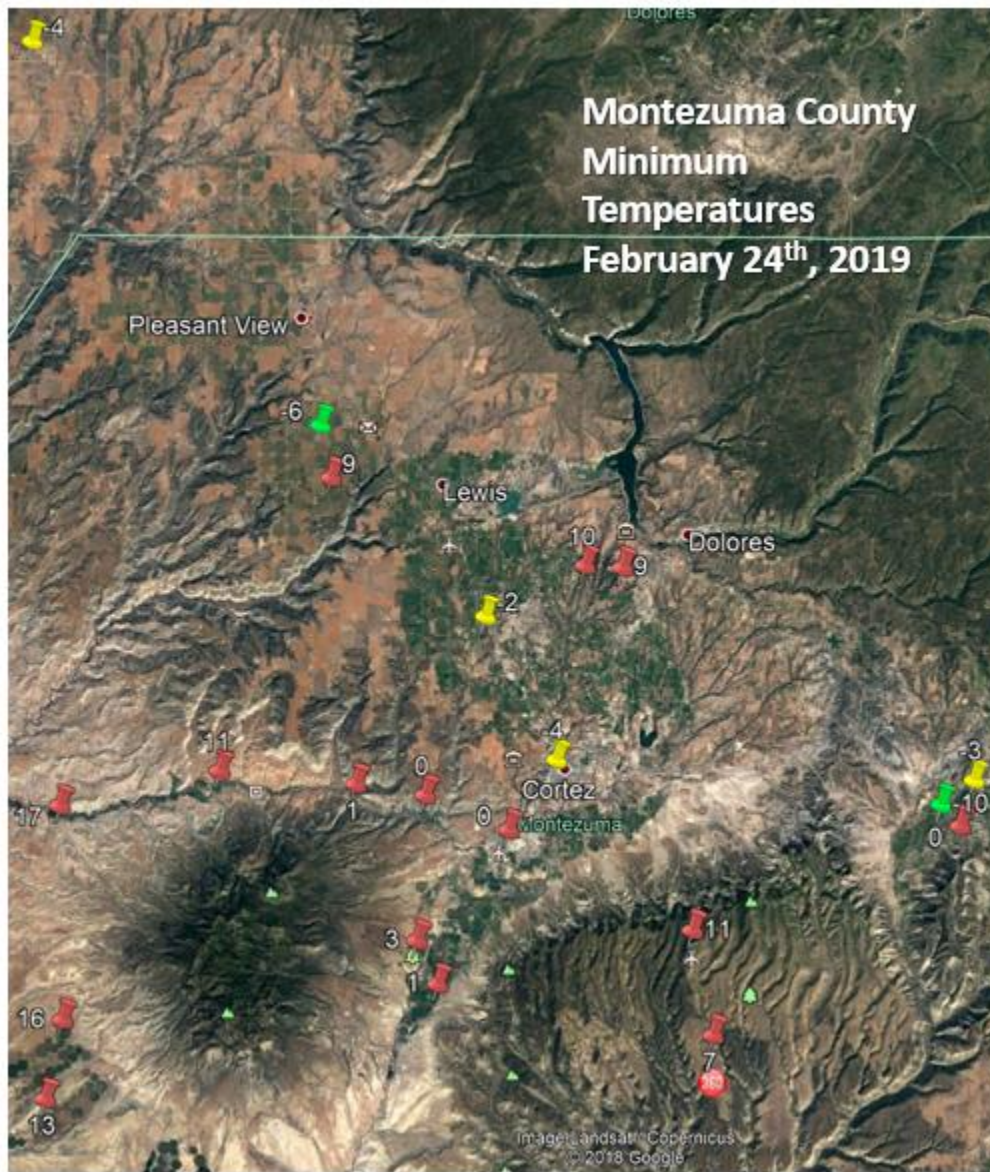 Dolores
-4
Montezuma County
Minimum
Temperatures
February 24th, 2019
Pleasant View
-6
9
Lewis
10
9
Dolores
-2
-4
11
0
-3
Cortez
17
1
0
Montezuma
-10
0
3
11
1
16
7
360
13
Image Landsat / Copernicus
© 2018 Google